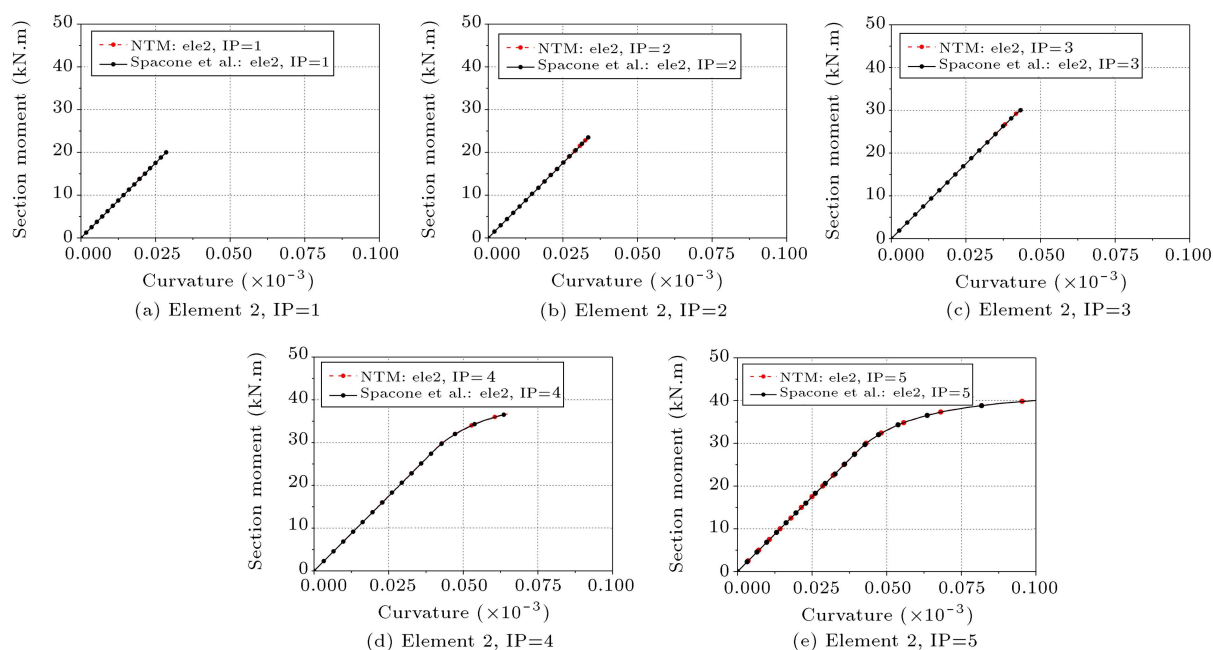 50
40
30
20
10
0
Section moment (kN.m)
NTM: ele2, IP=1
Spacone et al.: ele2, IP=1
0.000 0.025 0.050 0.075 0.100
Curvature (×10⁻³)
(a) Element 2, IP=1
50
40
30
20
10
0
Section moment (kN.m)
NTM: ele2, IP=2
Spacone et al.: ele2, IP=2
0.000 0.025 0.050 0.075 0.100
Curvature (×10⁻³)
(b) Element 2, IP=2
50
40
30
20
10
0
Section moment (kN.m)
NTM: ele2, IP=3
Spacone et al.: ele2, IP=3
0.000 0.025 0.050 0.075 0.100
Curvature (×10⁻³)
(c) Element 2, IP=3
50
40
30
20
10
0
Section moment (kN.m)
NTM: ele2, IP=4
Spacone et al.: ele2, IP=4
0.000 0.025 0.050 0.075 0.100
Curvature (×10⁻³)
(d) Element 2, IP=4
50
40
30
20
10
0
Section moment (kN.m)
NTM: ele2, IP=5
Spacone et al.: ele2, IP=5
0.000 0.025 0.050 0.075 0.100
Curvature (×10⁻³)
(e) Element 2, IP=5